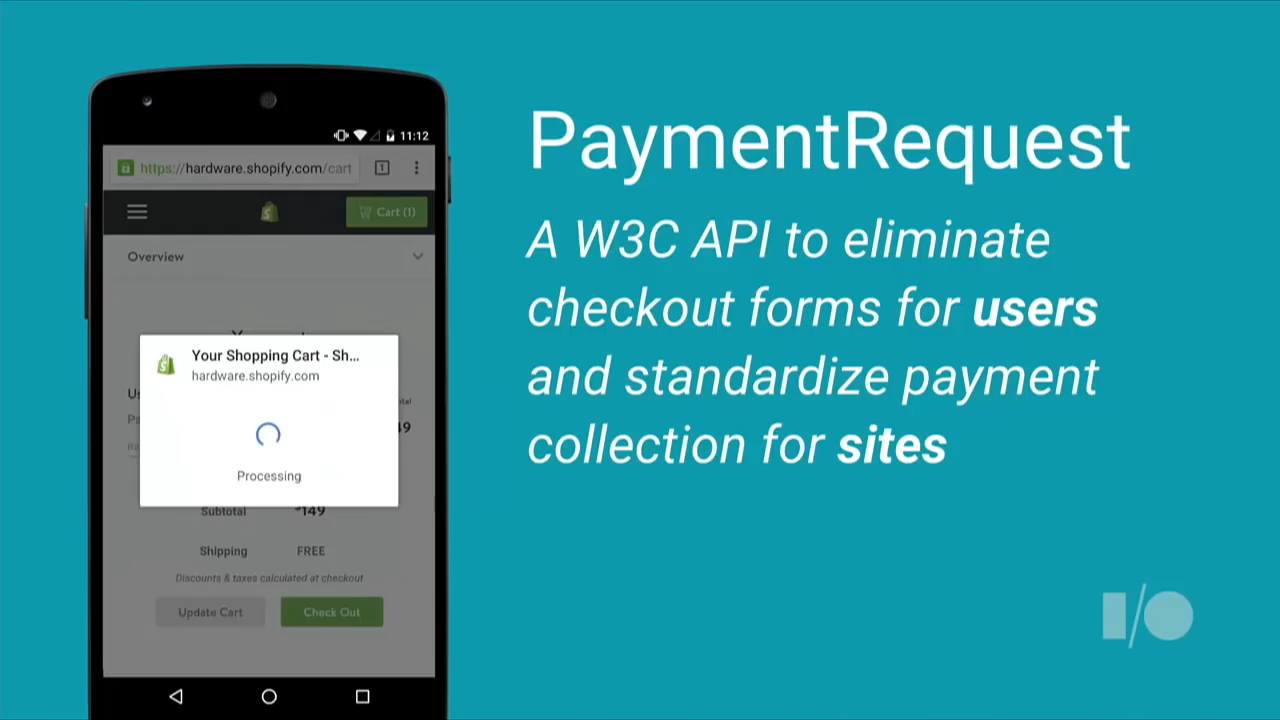 11:12
https://hardware.shopify.com/cart
1
Cart (1)
Overview
Your Shopping Cart - Sh...
hardware.shopify.com
Processing
Subtotal
149
Shipping FREE
Discounts & taxes calculated at checkout
Update Cart Check Out
PaymentRequest
A W3C API to eliminate
checkout forms for users
and standardize payment
collection for sites
I/O